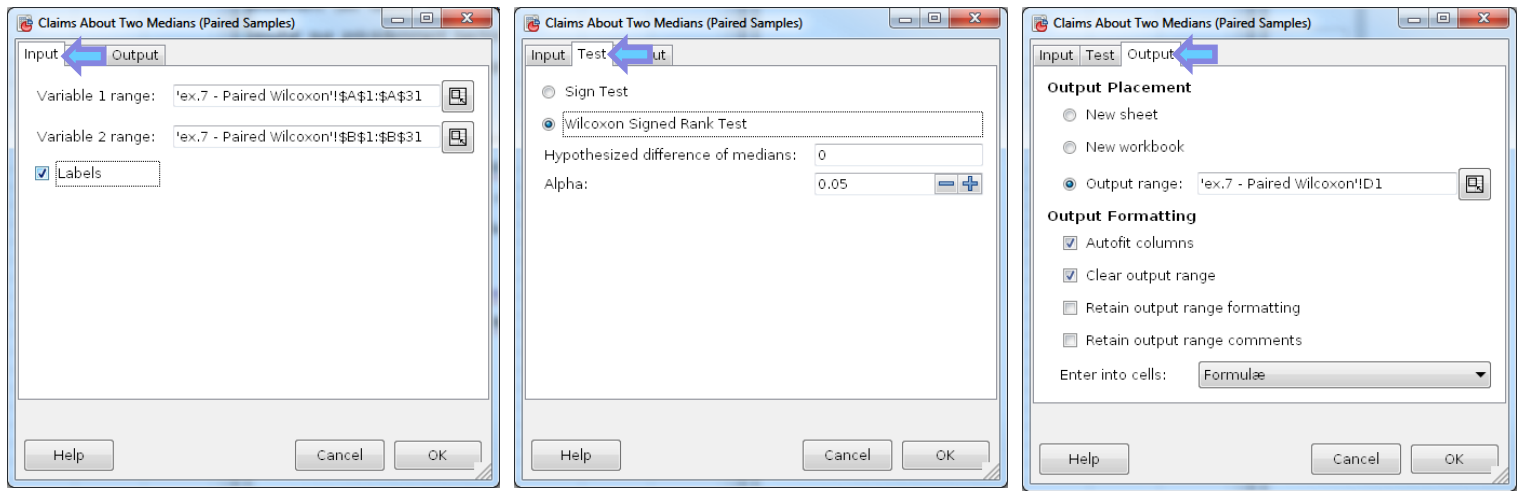 Claims About Two Medians (Paired Samples)
Input Output
Variable 1 range: 'ex.7 - Paired Wilcoxon'!$A$1:$A$31
Variable 2 range: 'ex.7 - Paired Wilcoxon'!$B$1:$B$31
Labels
Help Cancel OK
Claims About Two Medians (Paired Samples)
Input Test ut
Sign Test
Wilcoxon Signed Rank Test
Hypothesized difference of medians: 0
Alpha: 0.05
Help Cancel OK
Claims About Two Medians (Paired Samples)
Input Test Output
Output Placement
New sheet
New workbook
Output range: 'ex.7 - Paired Wilcoxon'!D1
Output Formatting
Autofit columns
Clear output range
Retain output range formatting
Retain output range comments
Enter into cells: Formulæ
Help Cancel OK